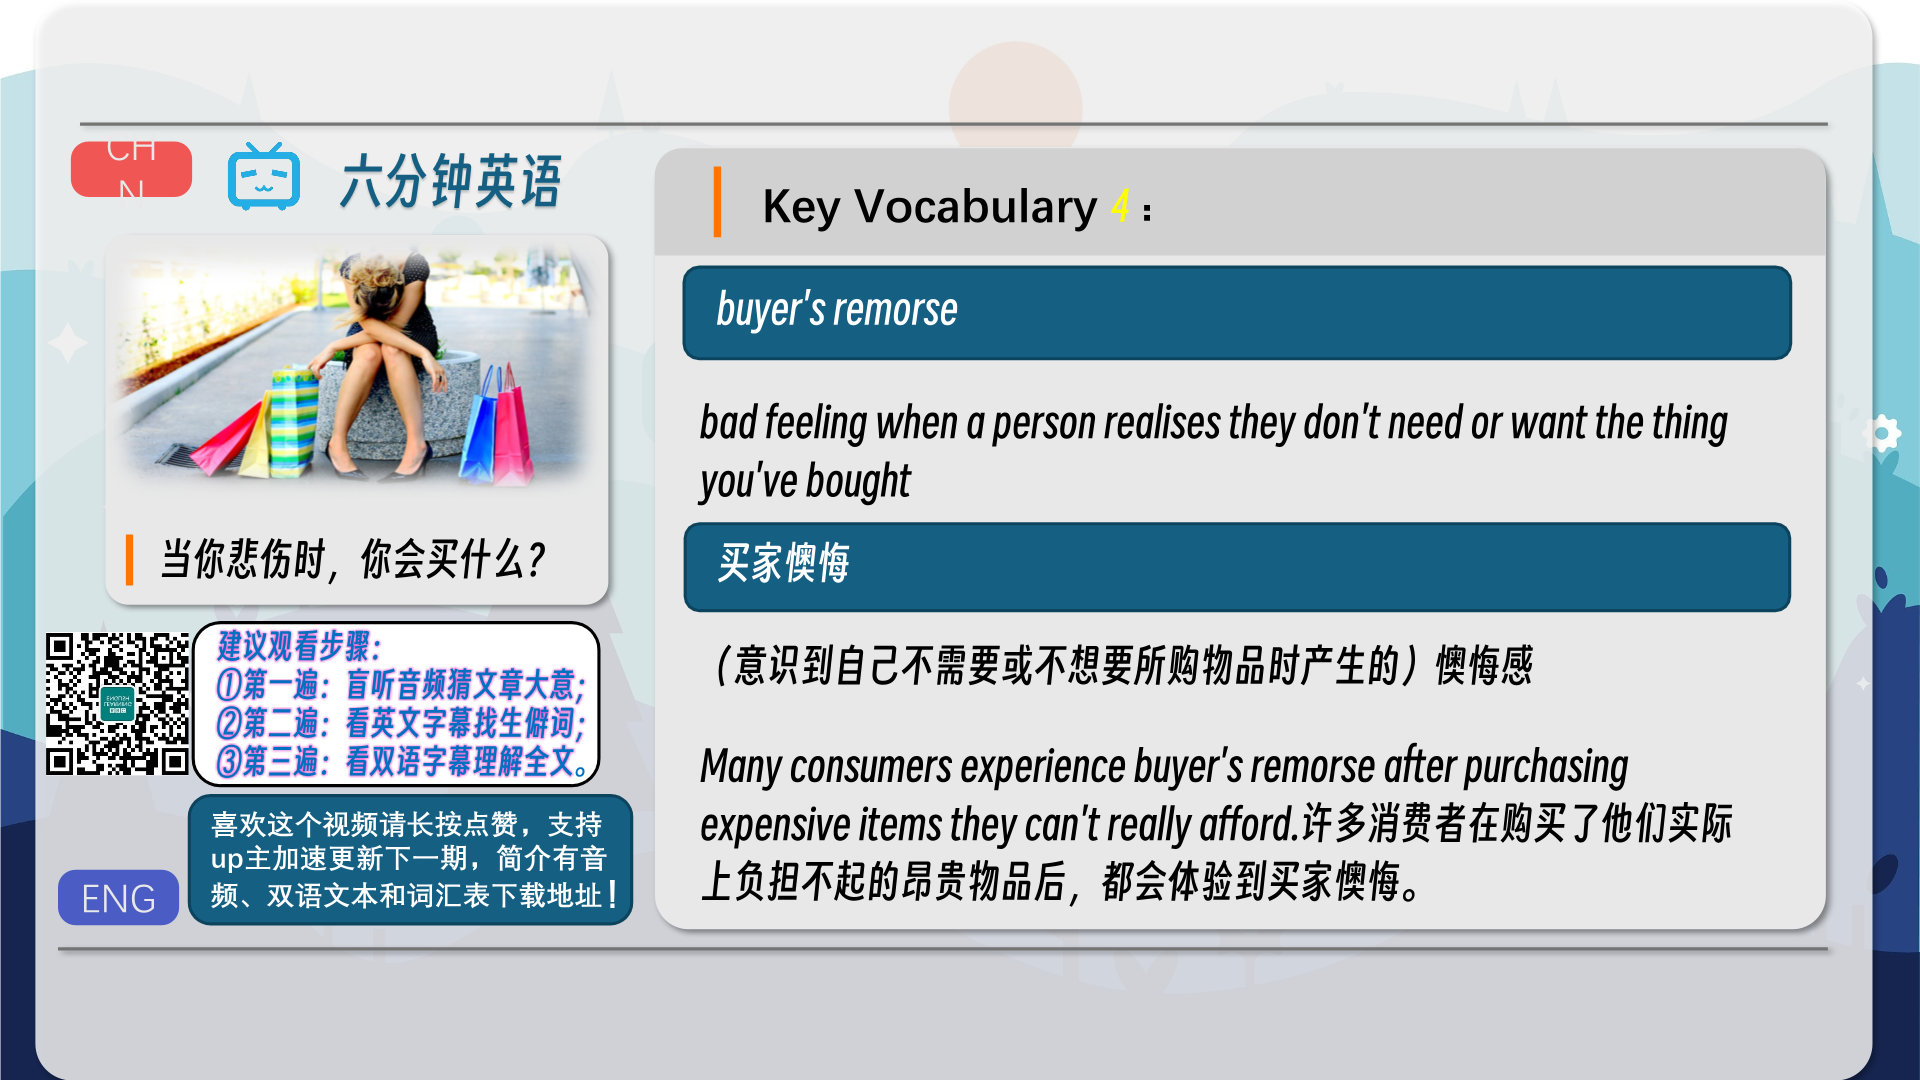 CH
N
六分钟英语
当你悲伤时，你会买什么?
建议观看步骤：
①第一遍：盲听音频猜文章大意；
②第二遍：看英文字幕找生僻词；
③第三遍：看双语字幕理解全文。
喜欢这个视频请长按点赞，支持
up主加速更新下一期，简介有音
频、双语文本和词汇表下载地址！
ENG
Key Vocabulary 4：
buyer's remorse
bad feeling when a person realises they don't need or want the thing
you've bought
买家懊悔
（意识到自己不需要或不想要所购物品时产生的）懊悔感
Many consumers experience buyer's remorse after purchasing
expensive items they can't really afford.许多消费者在购买了他们实际
上负担不起的昂贵物品后，都会体验到买家懊悔。